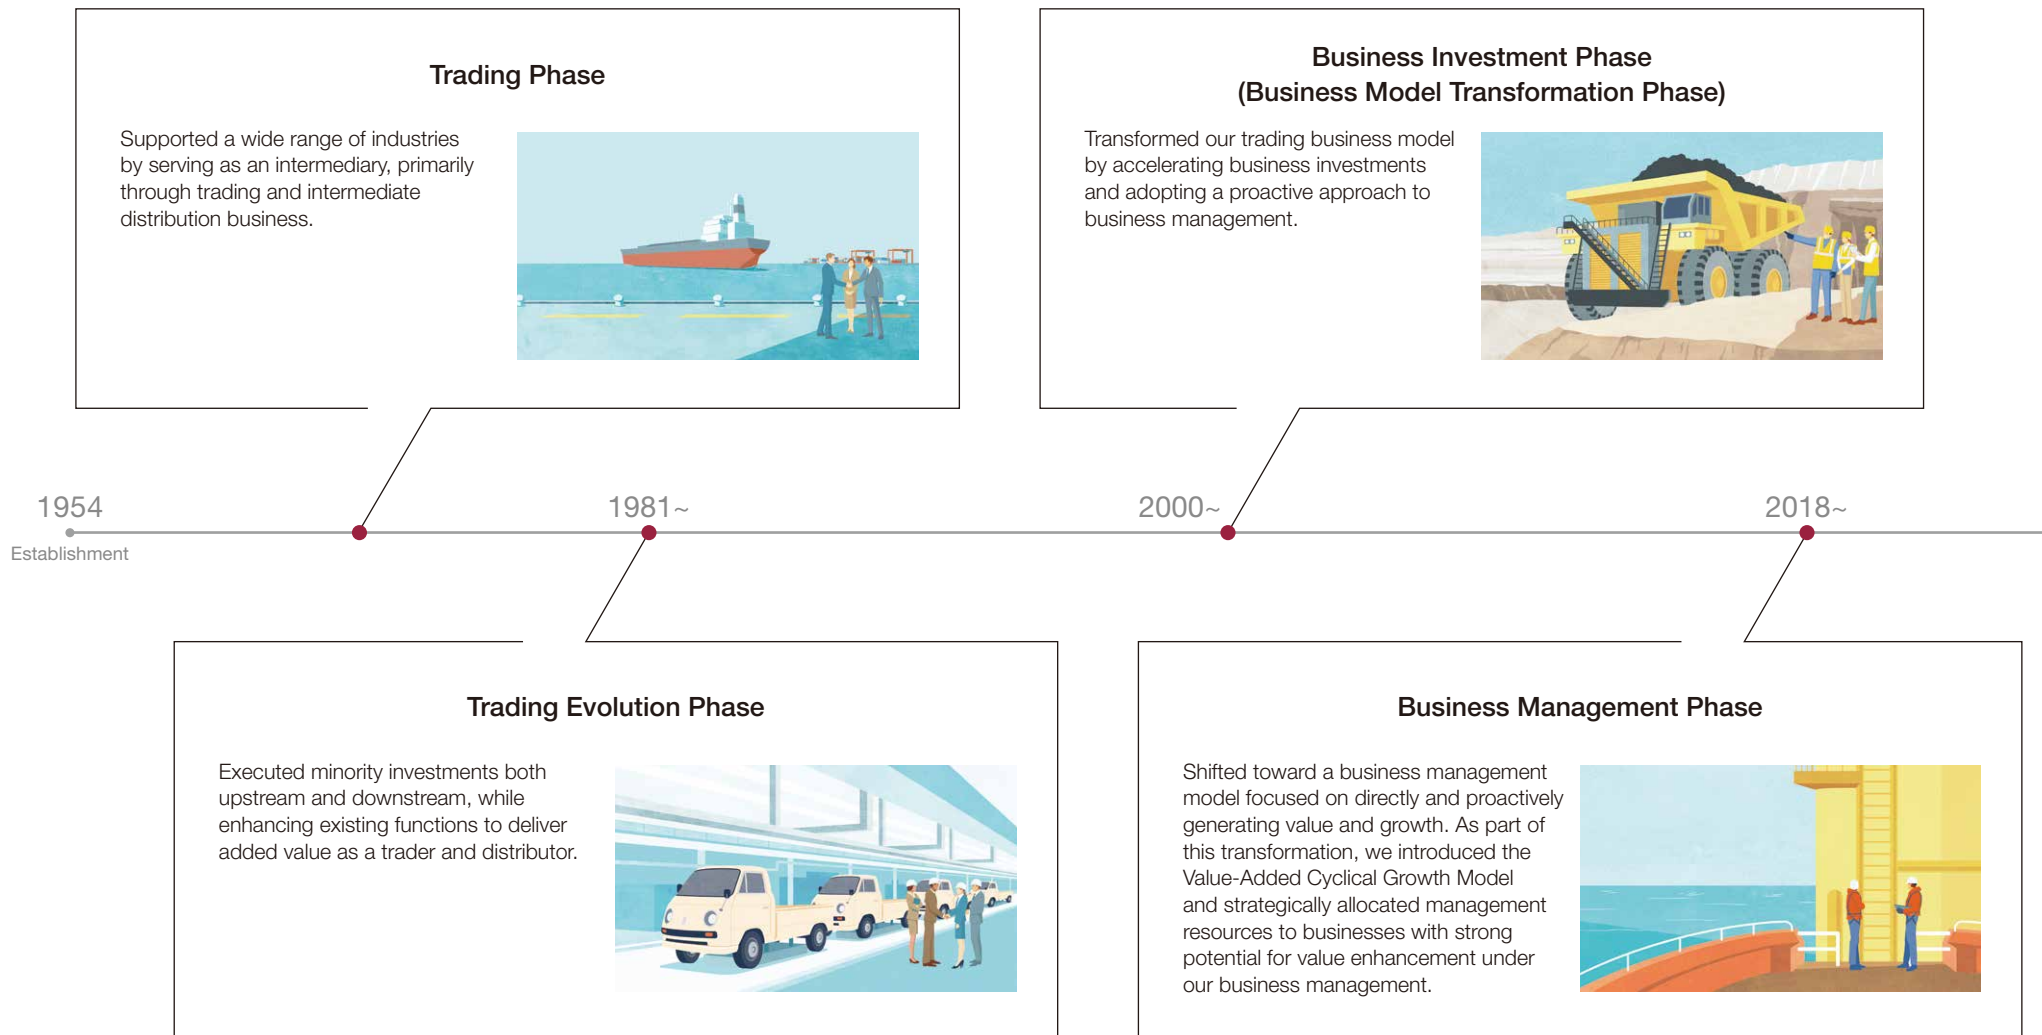 Trading Phase
Supported a wide range of industries
by serving as an intermediary, primarily
through trading and intermediate
distribution business.
Business Investment Phase
(Business Model Transformation Phase)
Transformed our trading business model
by accelerating business investments
and adopting a proactive approach to
business management.
1954
Establishment
1981~
2000~
2018~
Trading Evolution Phase
Executed minority investments both
upstream and downstream, while
enhancing existing functions to deliver
added value as a trader and distributor.
Business Management Phase
Shifted toward a business management
model focused on directly and proactively
generating value and growth. As part of
this transformation, we introduced the
Value-Added Cyclical Growth Model
and strategically allocated management
resources to businesses with strong
potential for value enhancement under
our business management.